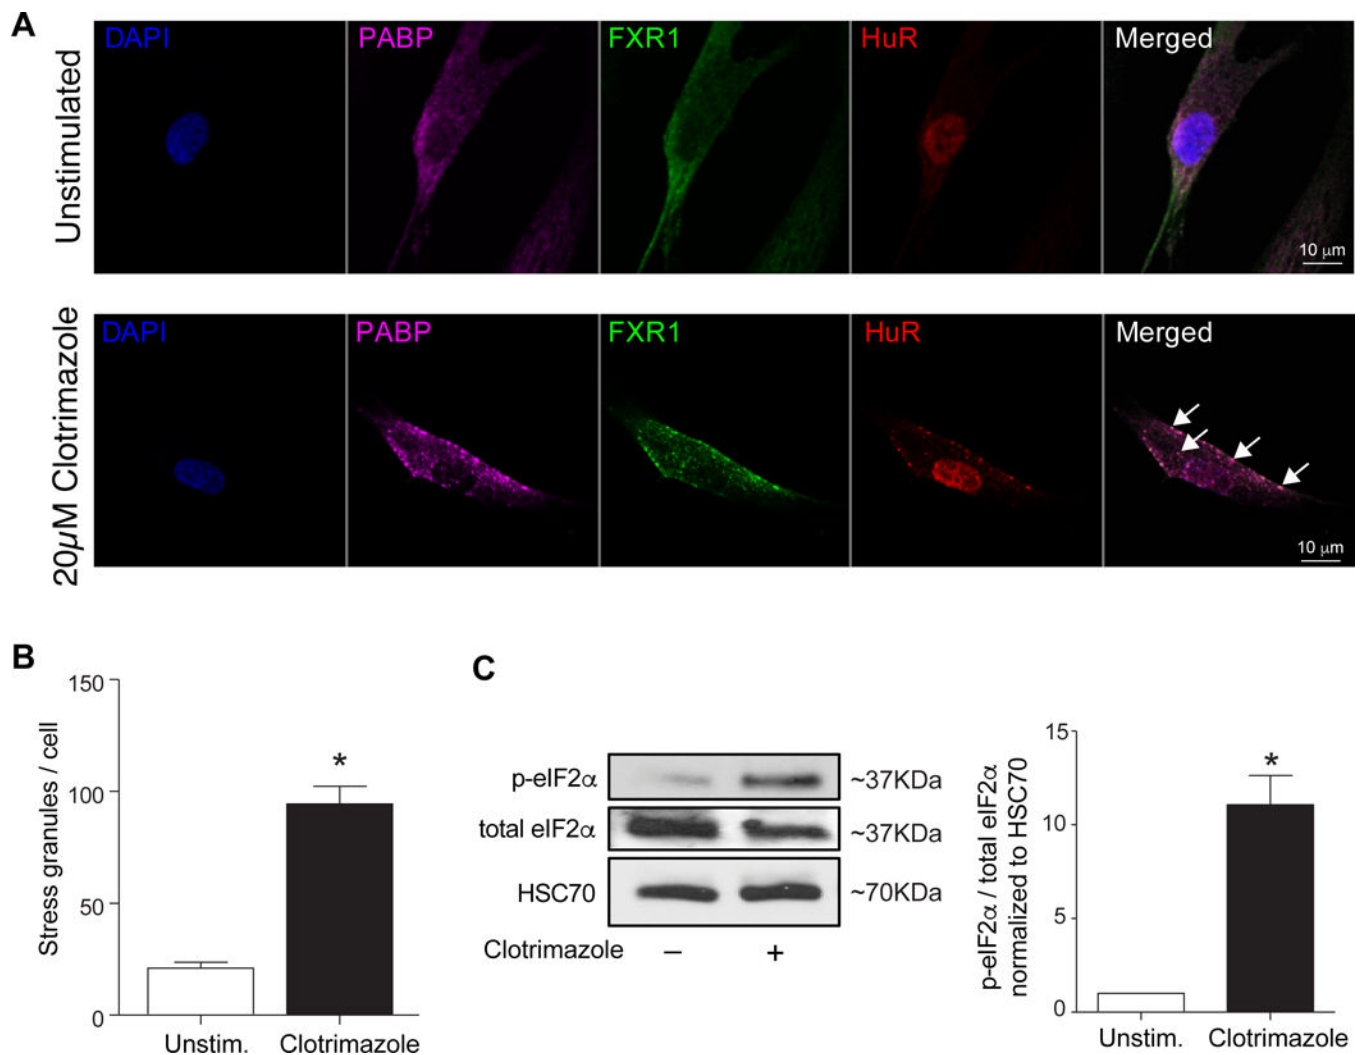 A
Unstimulated
DAPI
PABP
FXR1
HuR
Merged
10 μm
20μM Clotrimazole
DAPI
PABP
FXR1
HuR
Merged
10 μm
B
Stress granules / cell
150
100
50
0
*
Unstim.
Clotrimazole
C
p-eIF2α
~37KDa
total eIF2α
~37KDa
HSC70
~70KDa
Clotrimazole
–
+
p-eIF2α / total eIF2α
normalized to HSC70
15
10
5
0
*
Unstim.
Clotrimazole